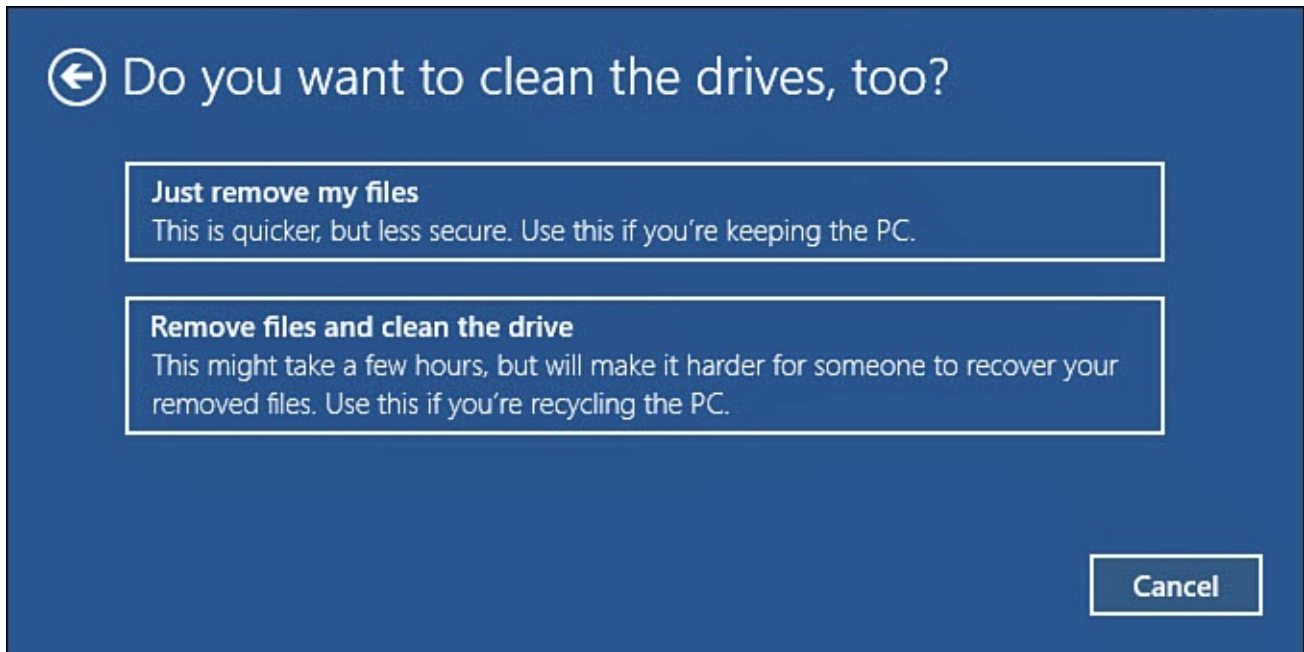 Do you want to clean the drives, too?
Just remove my files
This is quicker, but less secure. Use this if you’re keeping the PC.
Remove files and clean the drive
This might take a few hours, but will make it harder for someone to recover your
removed files. Use this if you’re recycling the PC.
Cancel